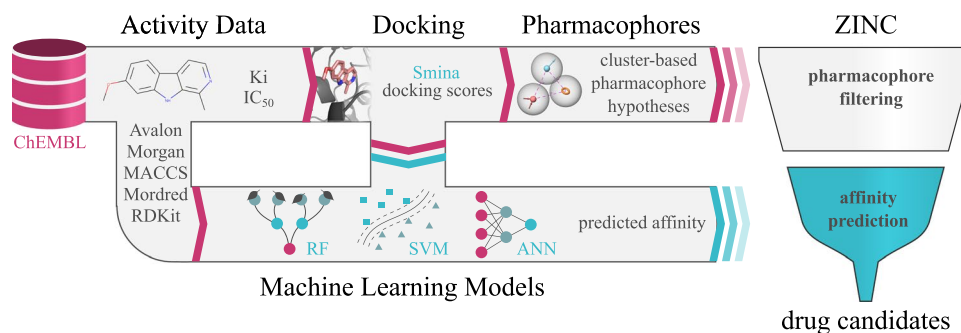 Activity Data
Docking
Pharmacophores
ZINC
ChEMBL
Ki
IC50
Smina
docking scores
cluster-based
pharmacophore
hypotheses
pharmacophore
filtering
Avalon
Morgan
MACCS
Mordred
RDKit
RF
SVM
ANN
predicted affinity
affinity
prediction
Machine Learning Models
drug candidates